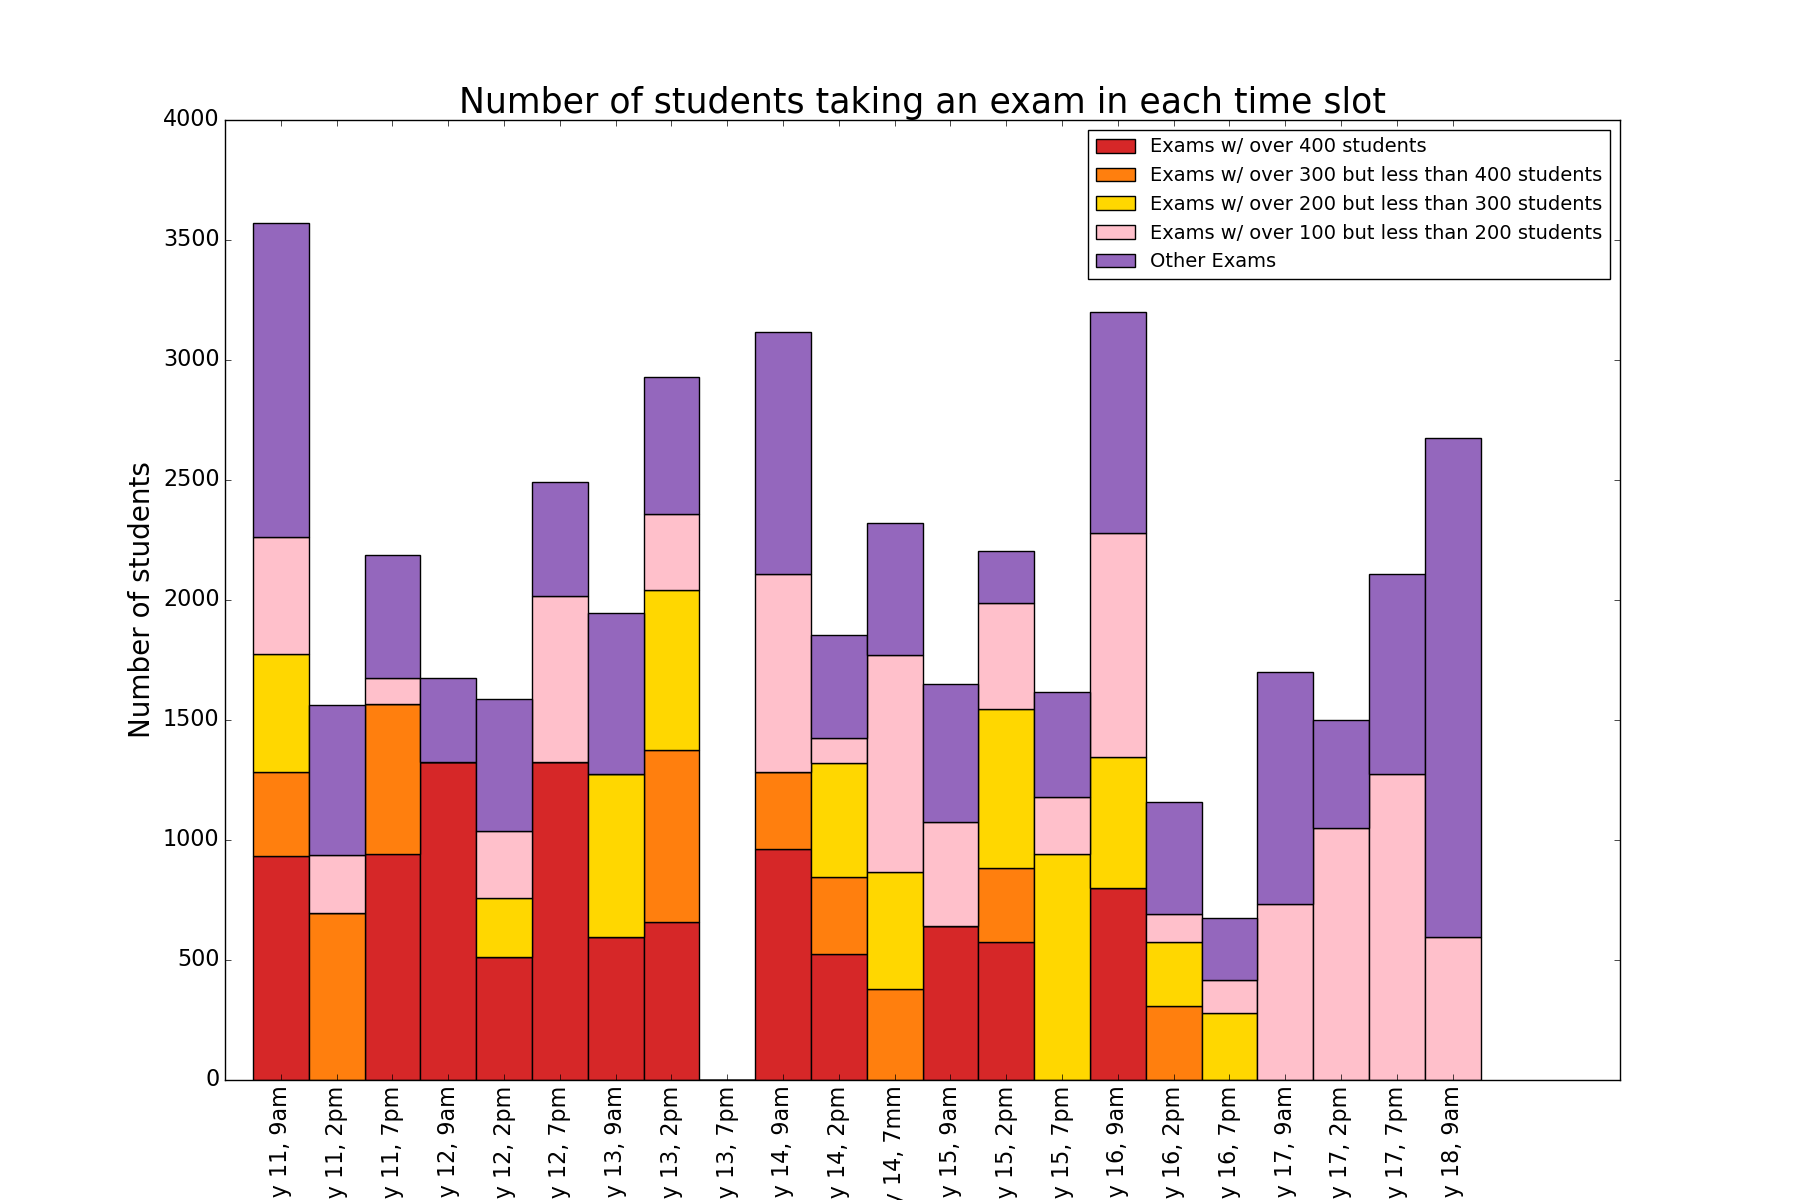 Number of students taking an exam in each time slot
Exams w/ over 400 students
Exams w/ over 300 but less than 400 students
Exams w/ over 200 but less than 300 students
Exams w/ over 100 but less than 200 students
Other Exams
Number of students
4000
3500
3000
2500
2000
1500
1000
500
0
y 11, 9am
y 11, 2pm
y 11, 7pm
y 12, 9am
y 12, 2pm
y 12, 7pm
y 13, 9am
y 13, 2pm
y 13, 7pm
y 14, 9am
y 14, 2pm
y 14, 7mm
y 15, 9am
y 15, 2pm
y 15, 7pm
y 16, 9am
y 16, 2pm
y 16, 7pm
y 17, 9am
y 17, 2pm
y 17, 7pm
y 18, 9am